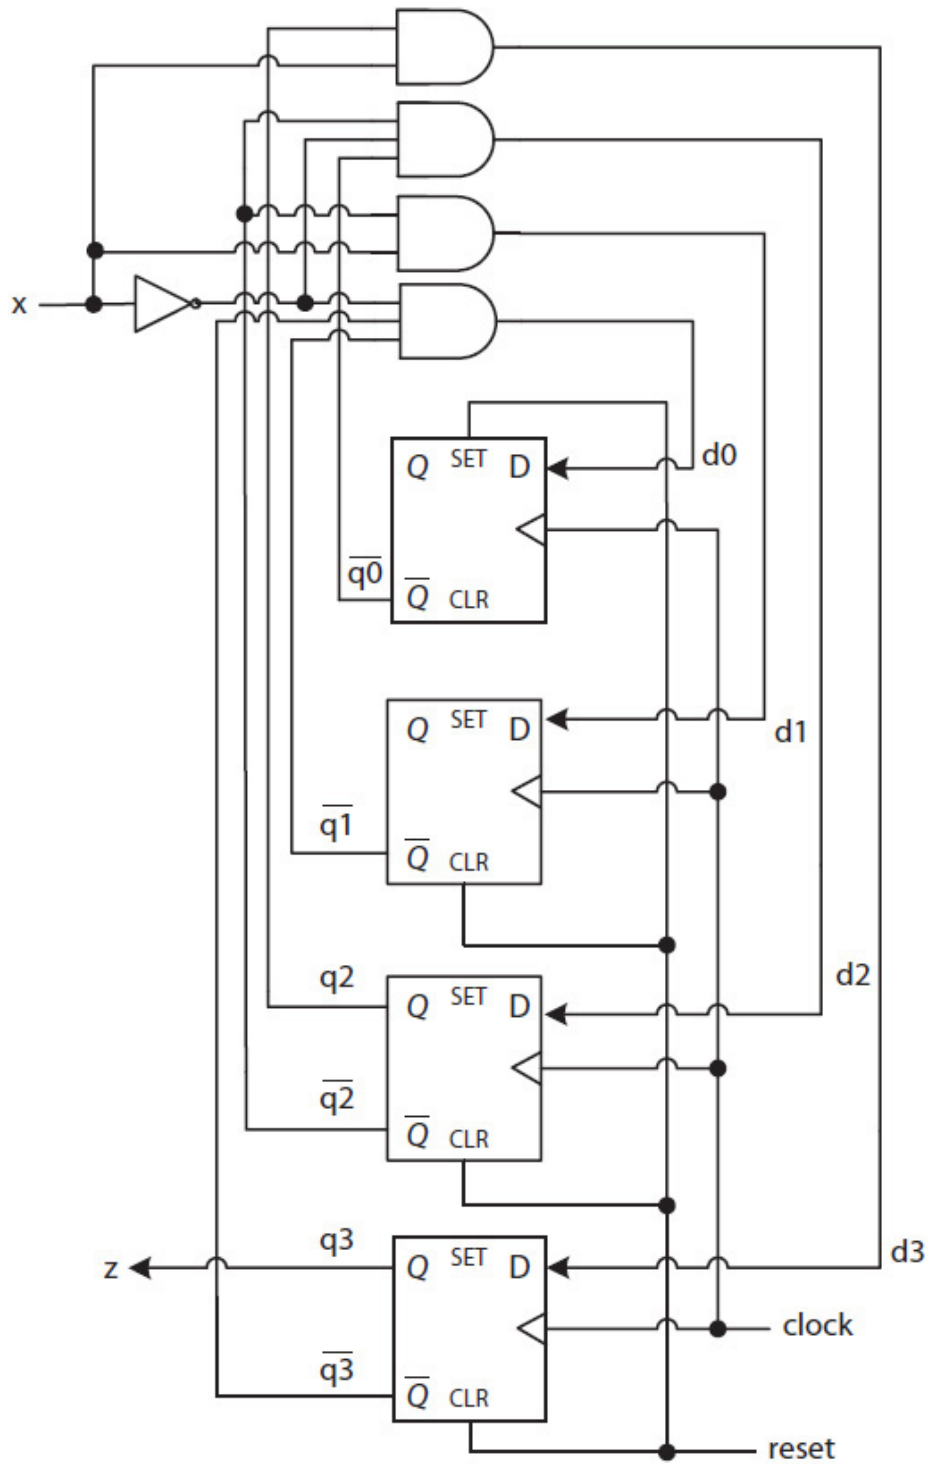 x
Q SET D
d0
q0
Q CLR
Q SET D
d1
q1
Q CLR
q2
Q SET D
d2
q2
Q CLR
q3
z
Q SET D
d3
clock
q3
Q CLR
reset